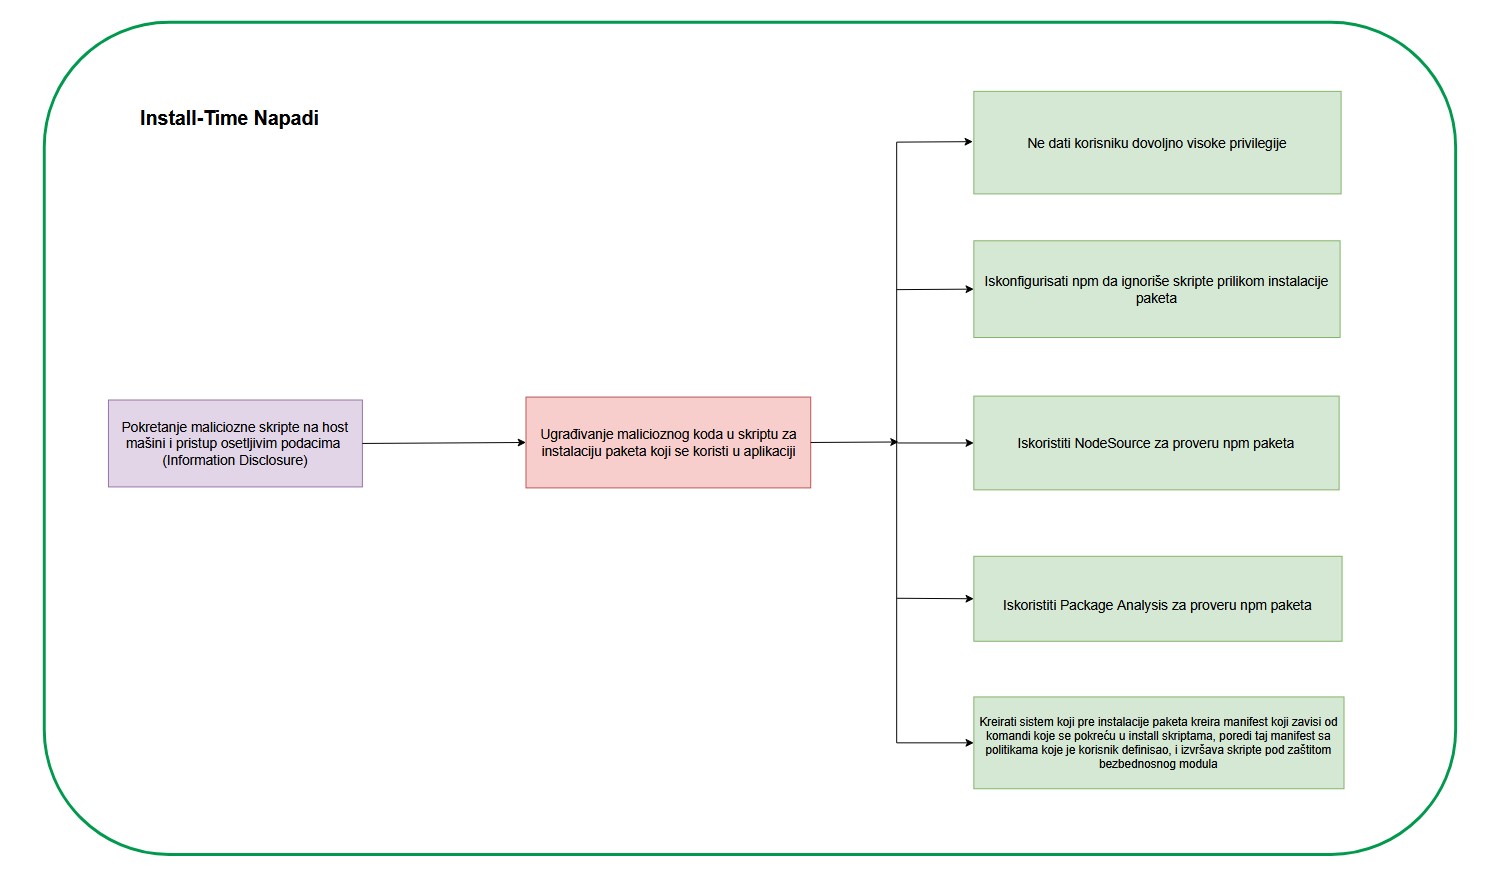 Install-Time Napadi
Ne dati korisniku dovoljno visoke privilegije
Iskonfigurisati npm da ignoriše skripte prilikom instalacije
paketa
Pokretanje maliciozne skripte na host
mašini i pristup osetljivim podacima
(Information Disclosure)
Ugrađivanje malicioznog koda u skriptu za
instalaciju paketa koji se koristi u aplikaciji
Iskoristiti NodeSource za proveru npm paketa
Iskoristiti Package Analysis za proveru npm paketa
Kreirati sistem koji pre instalacije paketa kreira manifest koji zavisi od
komandi koje se pokreću u install skriptama, poredi taj manifest sa
politikama koje je korisnik definisao, i izvršava skripte pod zaštitom
bezbednosnog modula